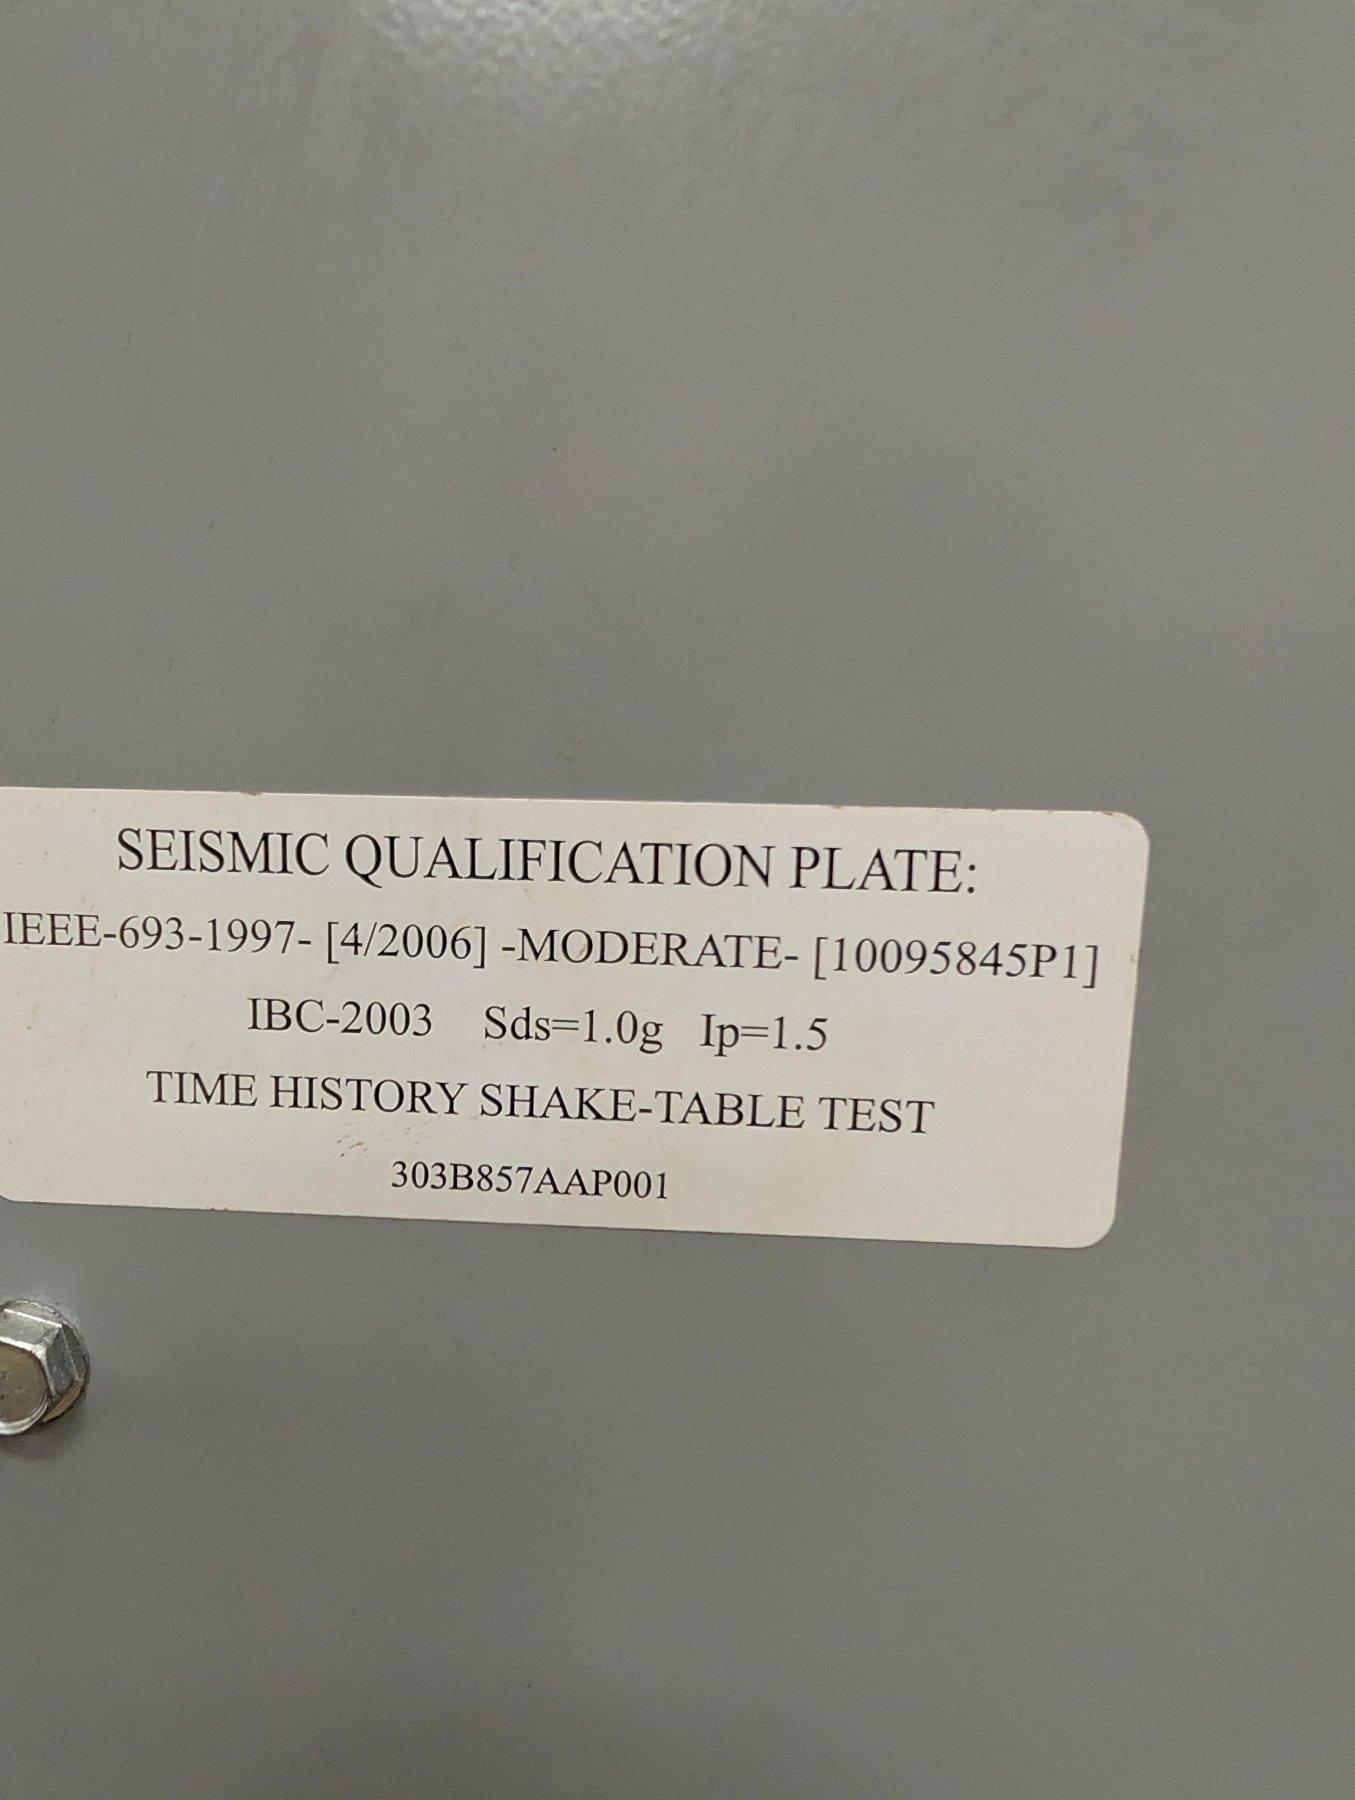 SEISMIC QUALIFICATION PLATE:
IEEE-693-1997- [4/2006] -MODERATE- [10095845P1]
IBC-2003 Sds=1.0g Ip=1.5
TIME HISTORY SHAKE-TABLE TEST
303B857AAP001